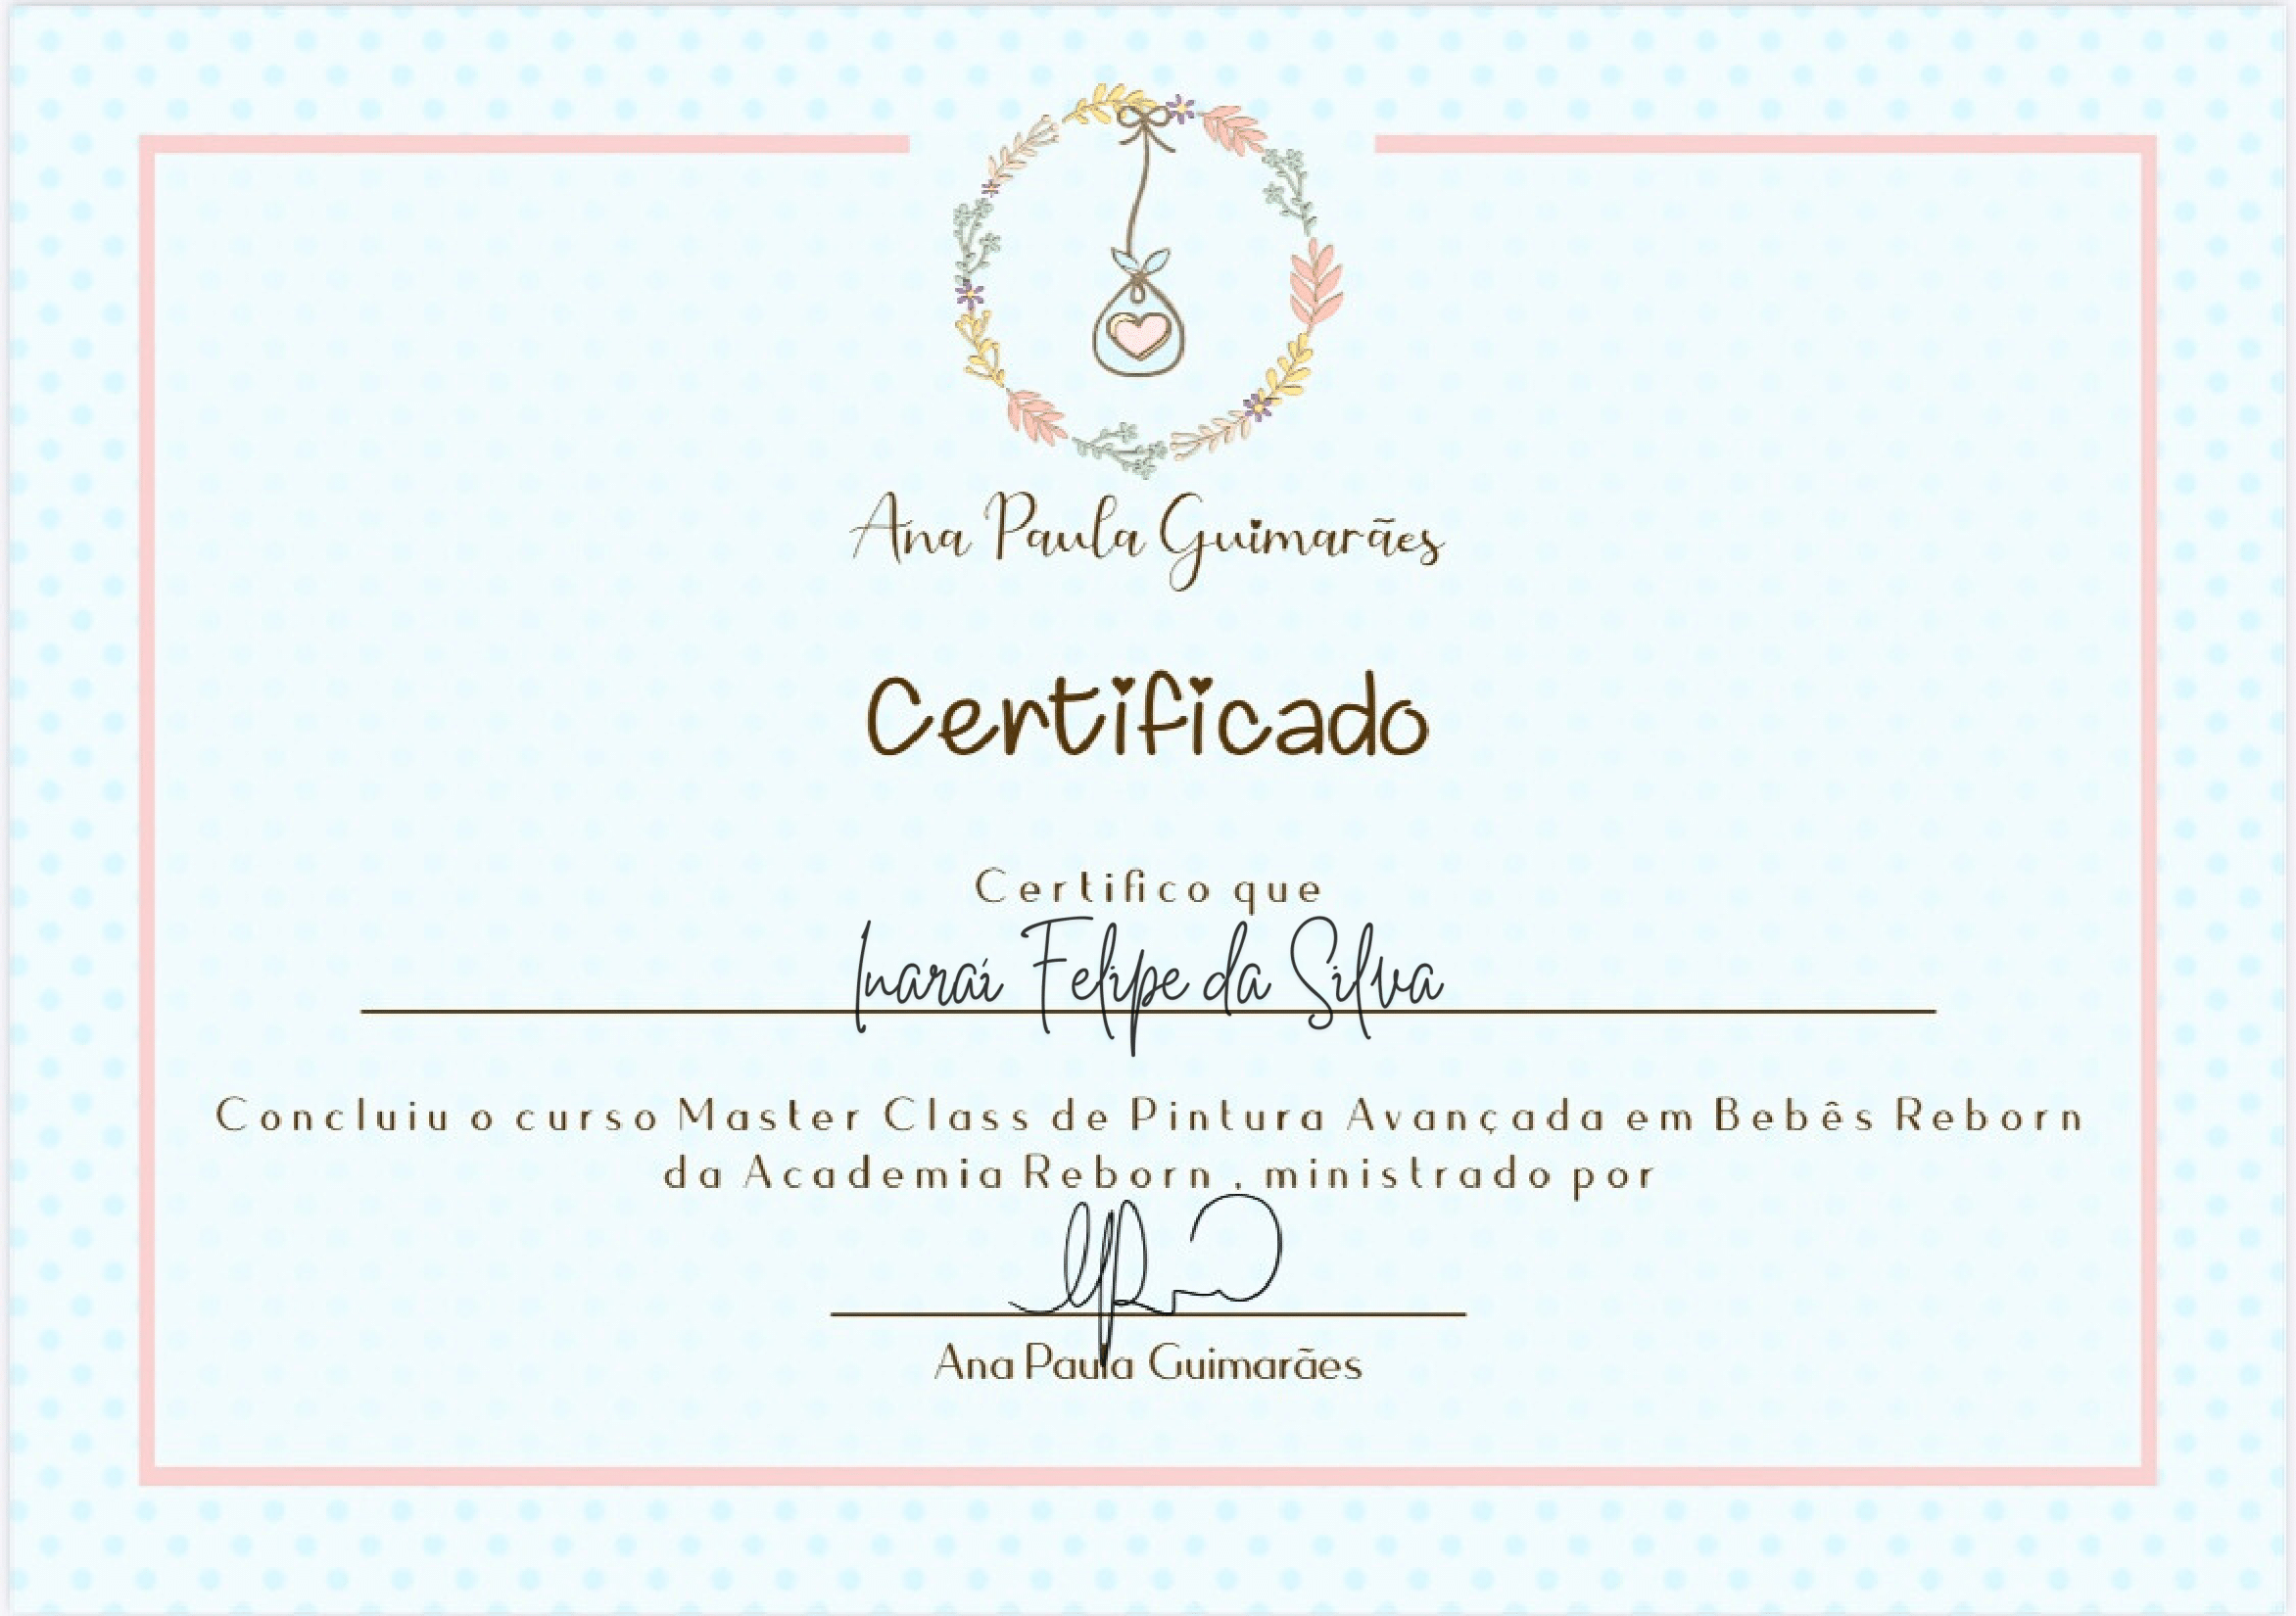 Ana Paula Guimarães
Certificado
Certifico que
Inaraí Felipe da Silva
Concluiu o curso Master Class de Pintura Avançada em Bebês Reborn
da Academia Reborn , ministrado por
Ana Paula Guimarães